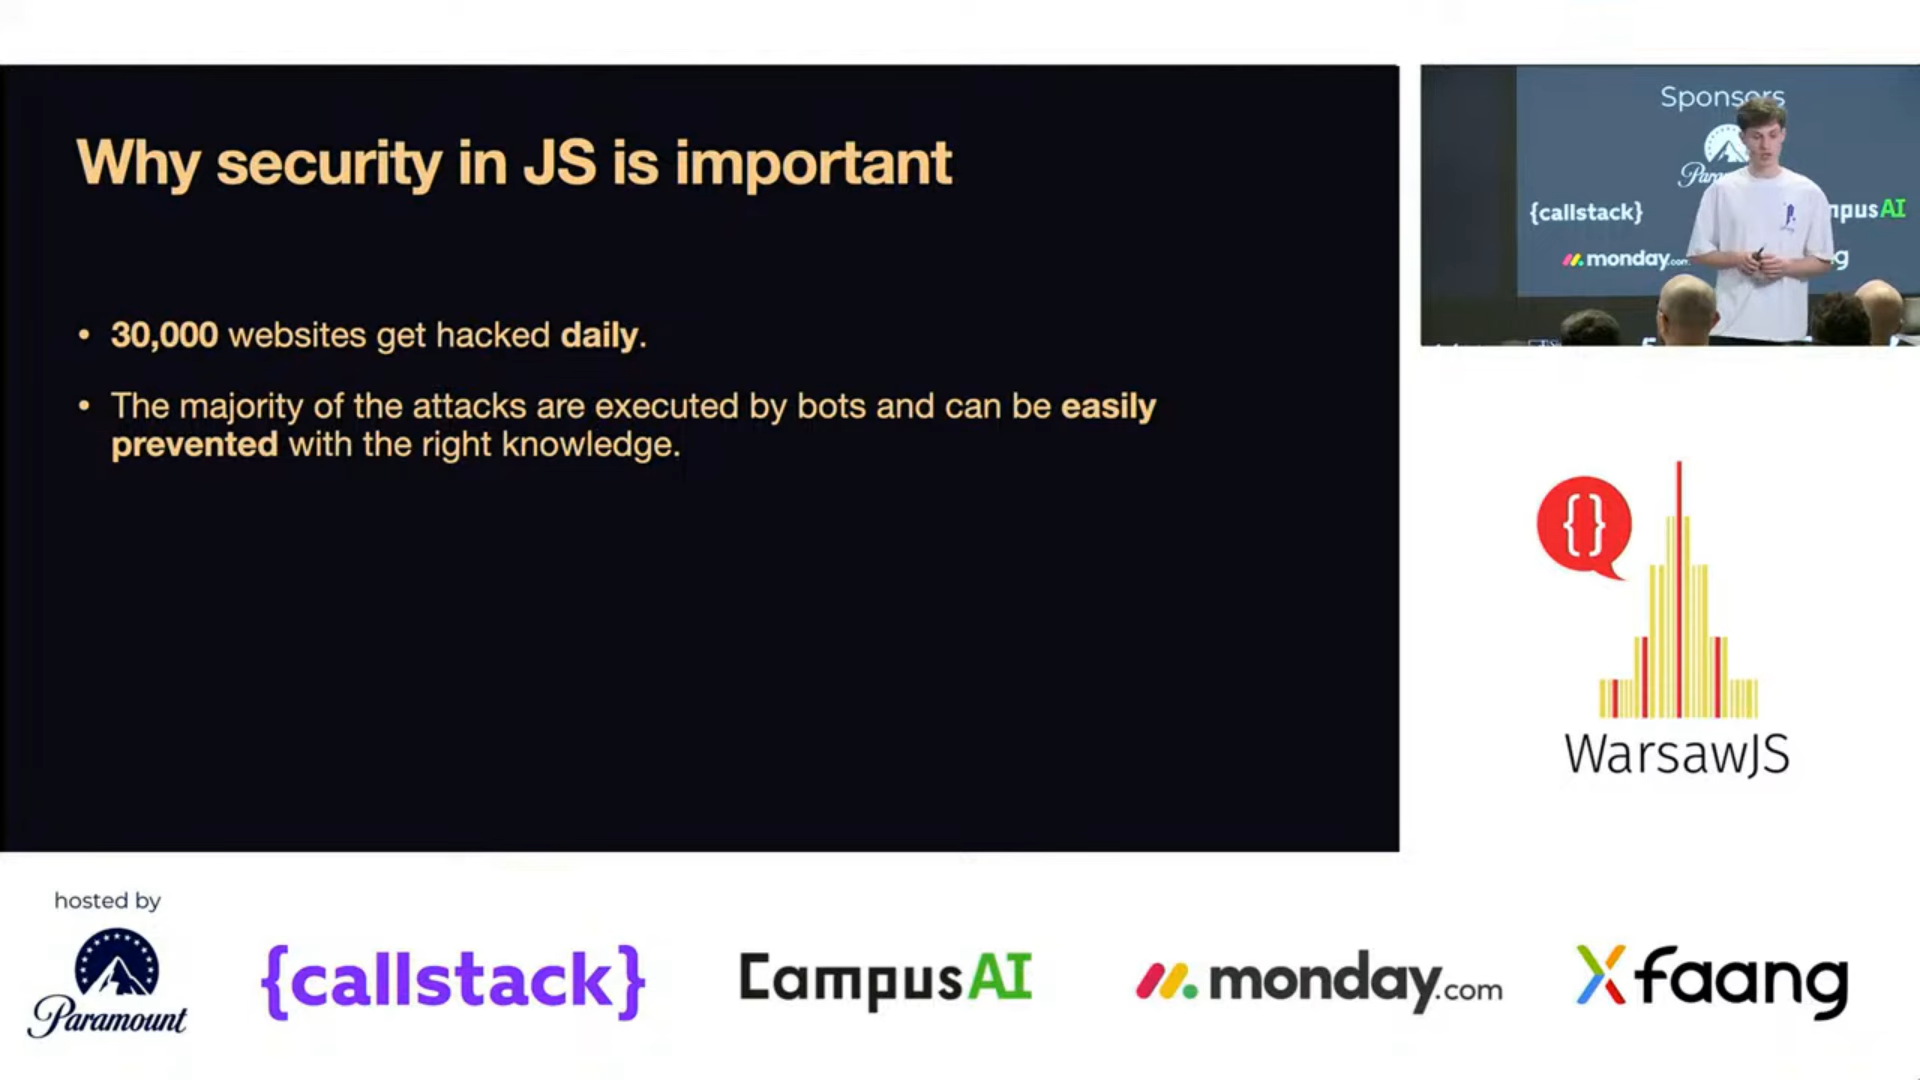 Why security in JS is important
• 30,000 websites get hacked daily.
• The majority of the attacks are executed by bots and can be easily
prevented with the right knowledge.
Sponsors
{callstack}
AI
monday.com
{}
WarsawJS
hosted by
Paramount
{callstack}
CampusAI
monday.com
Xfaang